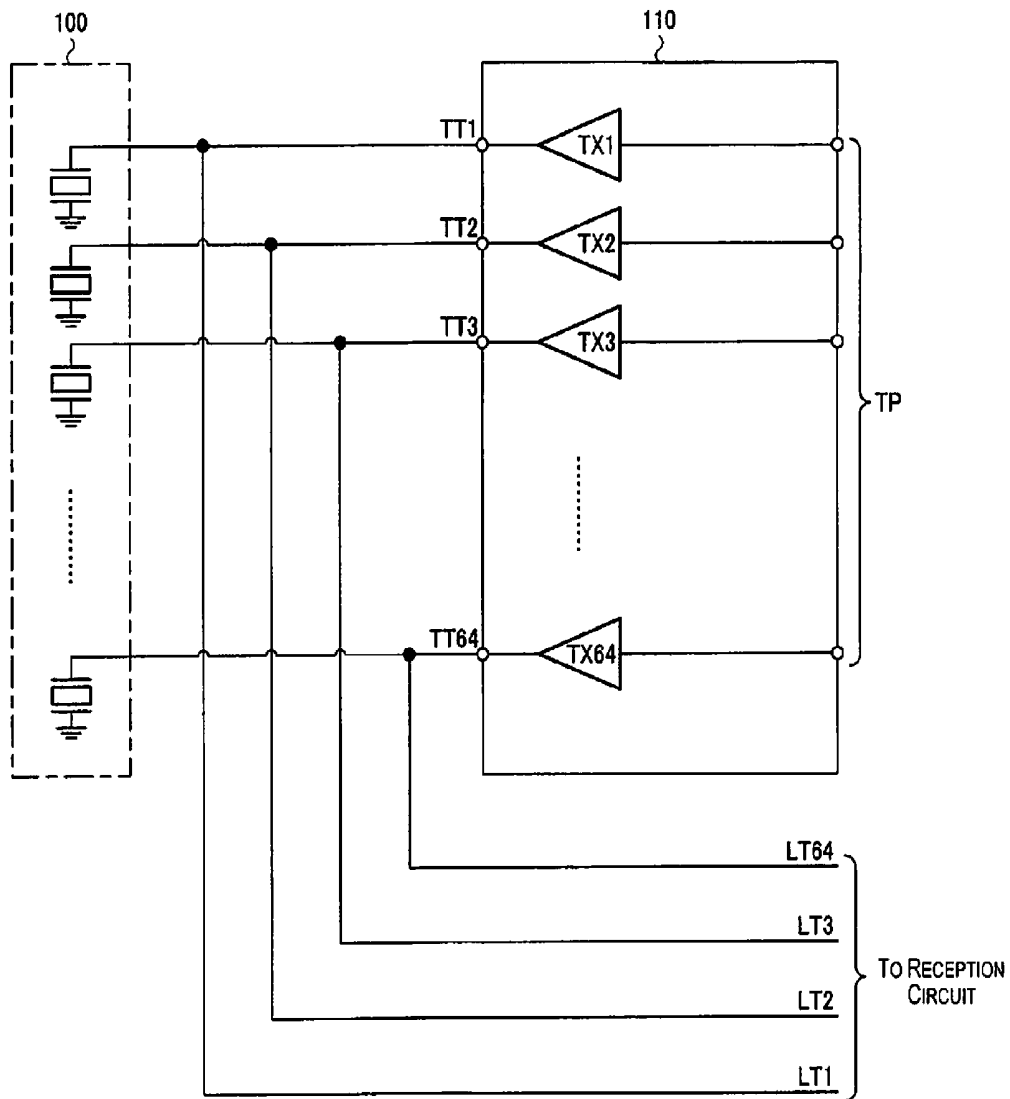 100
110
TT1
TX1
TT2
TX2
TT3
TX3
TP
TT64
TX64
LT64
LT3
TO RECEPTION
CIRCUIT
LT2
LT1